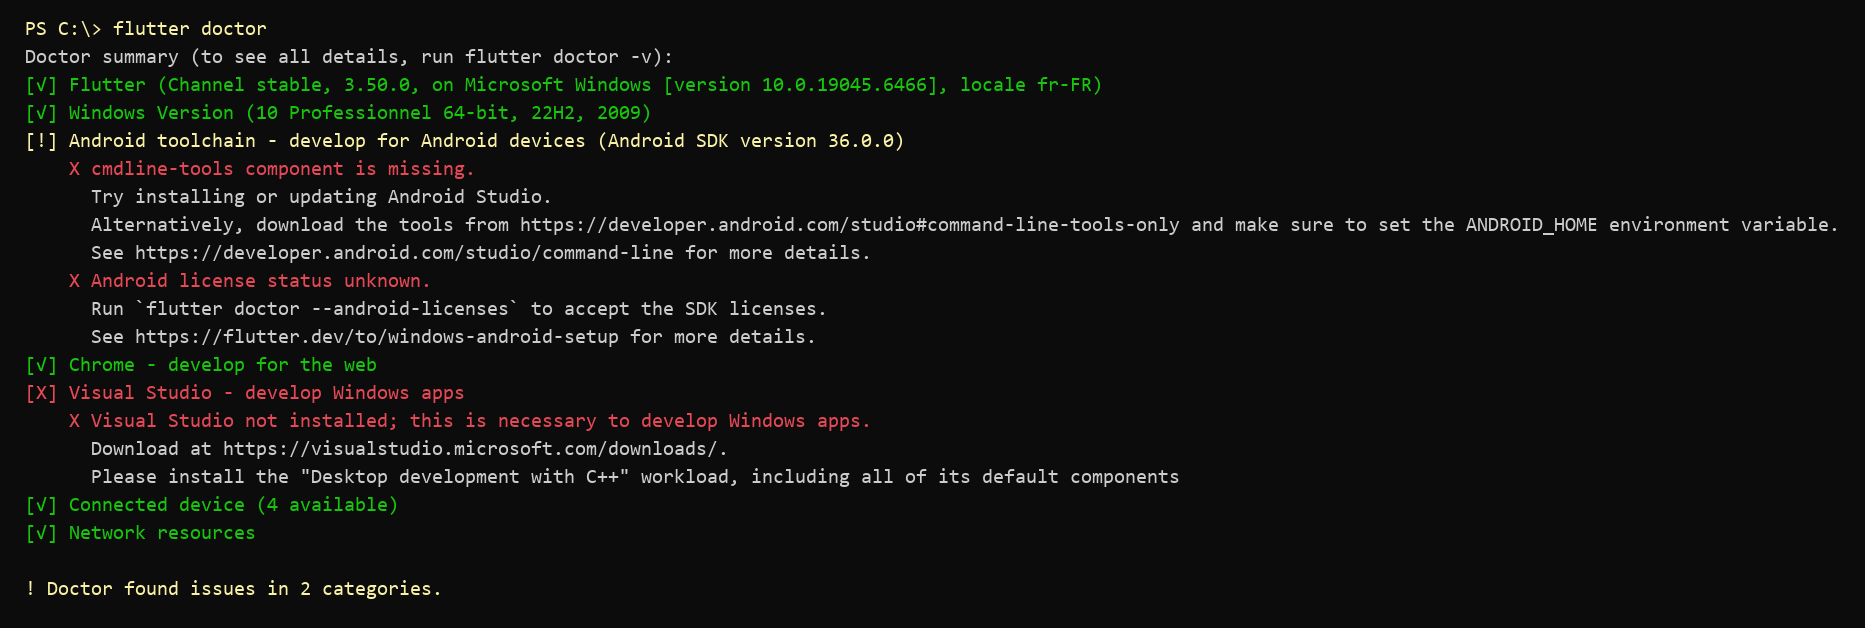 PS C:\> flutter doctor
Doctor summary (to see all details, run flutter doctor -v):
[√] Flutter (Channel stable, 3.50.0, on Microsoft Windows [version 10.0.19045.6466], locale fr-FR)
[√] Windows Version (10 Professionnel 64-bit, 22H2, 2009)
[!] Android toolchain - develop for Android devices (Android SDK version 36.0.0)
    X cmdline-tools component is missing.
      Try installing or updating Android Studio.
      Alternatively, download the tools from https://developer.android.com/studio#command-line-tools-only and make sure to set the ANDROID_HOME environment variable.
      See https://developer.android.com/studio/command-line for more details.
    X Android license status unknown.
      Run `flutter doctor --android-licenses` to accept the SDK licenses.
      See https://flutter.dev/to/windows-android-setup for more details.
[√] Chrome - develop for the web
[X] Visual Studio - develop Windows apps
    X Visual Studio not installed; this is necessary to develop Windows apps.
      Download at https://visualstudio.microsoft.com/downloads/.
      Please install the "Desktop development with C++" workload, including all of its default components
[√] Connected device (4 available)
[√] Network resources

! Doctor found issues in 2 categories.